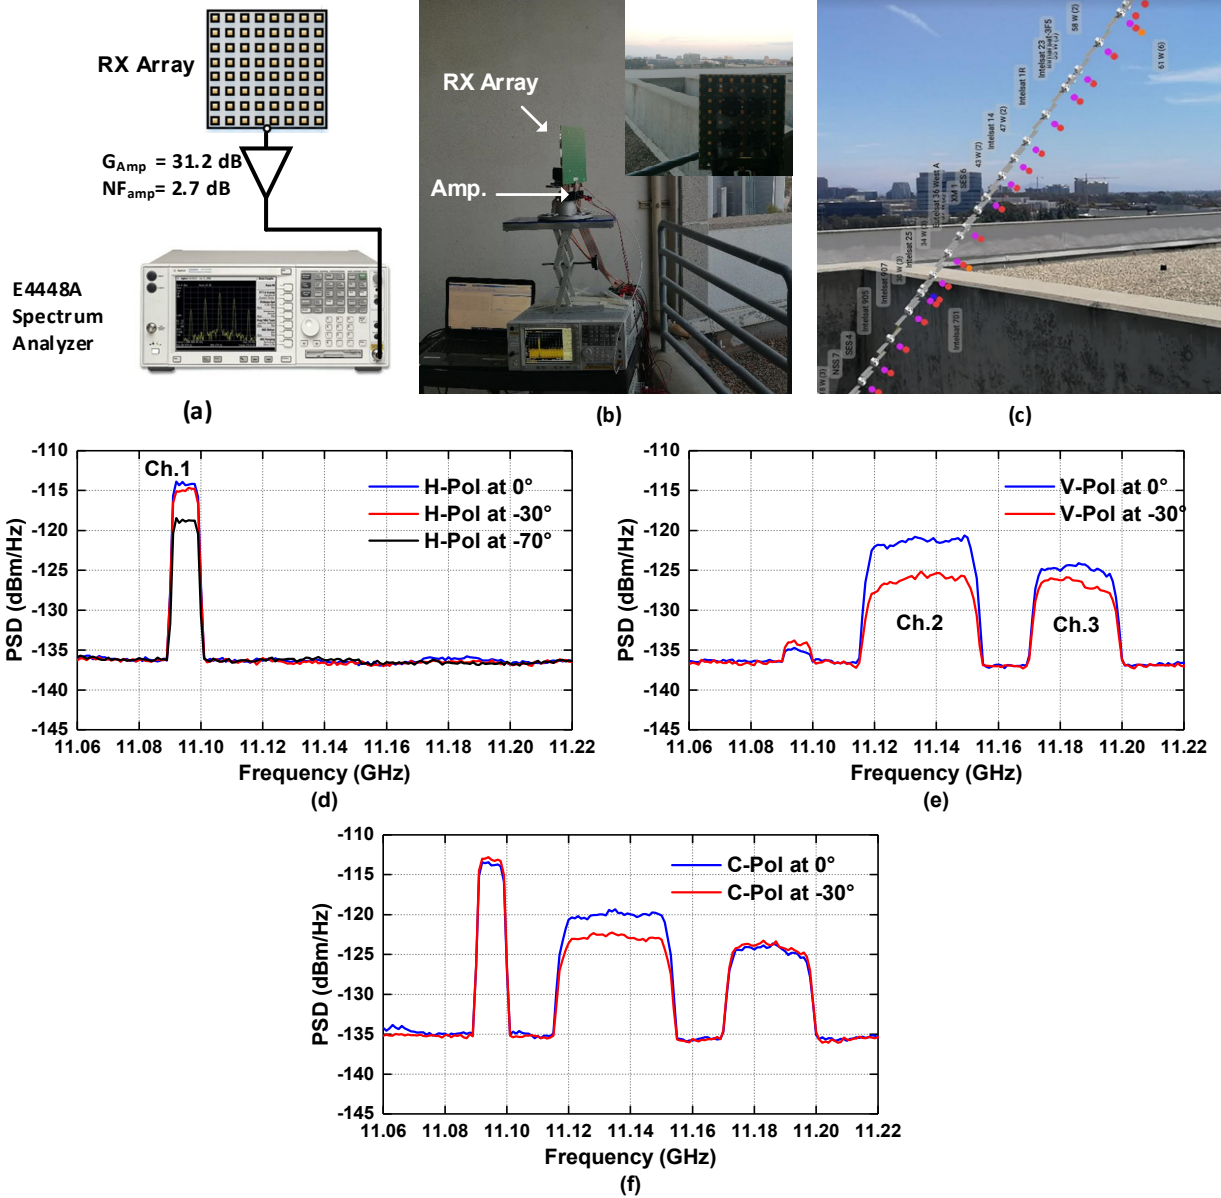 RX Array
G_Amp = 31.2 dB
NF_amp= 2.7 dB
E4448A
Spectrum
Analyzer
(a)
RX Array
Amp.
(b)
58 W (2)
61 W (6)
Intelsat 23
Intelsat 1R
Intelsat 14
47 W (2)
43 W (2)
SES 6
XM 1
Intelsat 36 West A
34 W
Intelsat 25
Intelsat 907
Intelsat 905
Intelsat 701
SES 4
NSS 7
(c)
-110
-115
-120
-125
-130
-135
-140
-145
PSD (dBm/Hz)
Ch.1
H-Pol at 0°
H-Pol at -30°
H-Pol at -70°
11.06 11.08 11.10 11.12 11.14 11.16 11.18 11.20 11.22
Frequency (GHz)
(d)
-110
-115
-120
-125
-130
-135
-140
-145
PSD (dBm/Hz)
V-Pol at 0°
V-Pol at -30°
Ch.2
Ch.3
11.06 11.08 11.10 11.12 11.14 11.16 11.18 11.20 11.22
Frequency (GHz)
(e)
-110
-115
-120
-125
-130
-135
-140
-145
PSD (dBm/Hz)
C-Pol at 0°
C-Pol at -30°
11.06 11.08 11.10 11.12 11.14 11.16 11.18 11.20 11.22
Frequency (GHz)
(f)